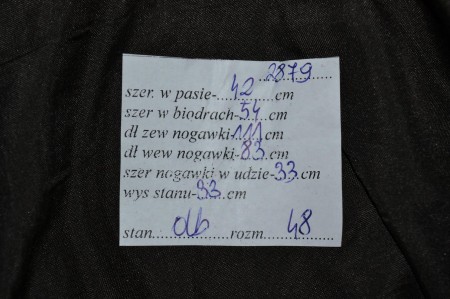 2879
szer. w pasie-42cm
szer w biodrach-54cm
dł zew nogawki-111cm
dł wew nogawki-83cm
szer nogawki w udzie-33cm
wys stanu-33cm
stan db rozm 48